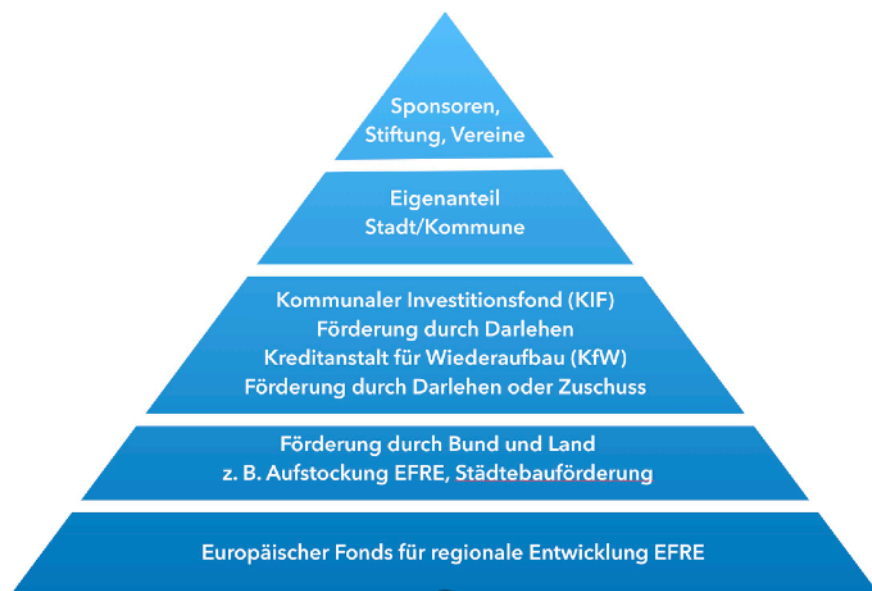 Sponsoren,
Stiftung, Vereine
Eigenanteil
Stadt/Kommune
Kommunaler Investitionsfond (KIF)
Förderung durch Darlehen
Kreditanstalt für Wiederaufbau (KfW)
Förderung durch Darlehen oder Zuschuss
Förderung durch Bund und Land
z. B. Aufstockung EFRE, Städtebauförderung
Europäischer Fonds für regionale Entwicklung EFRE